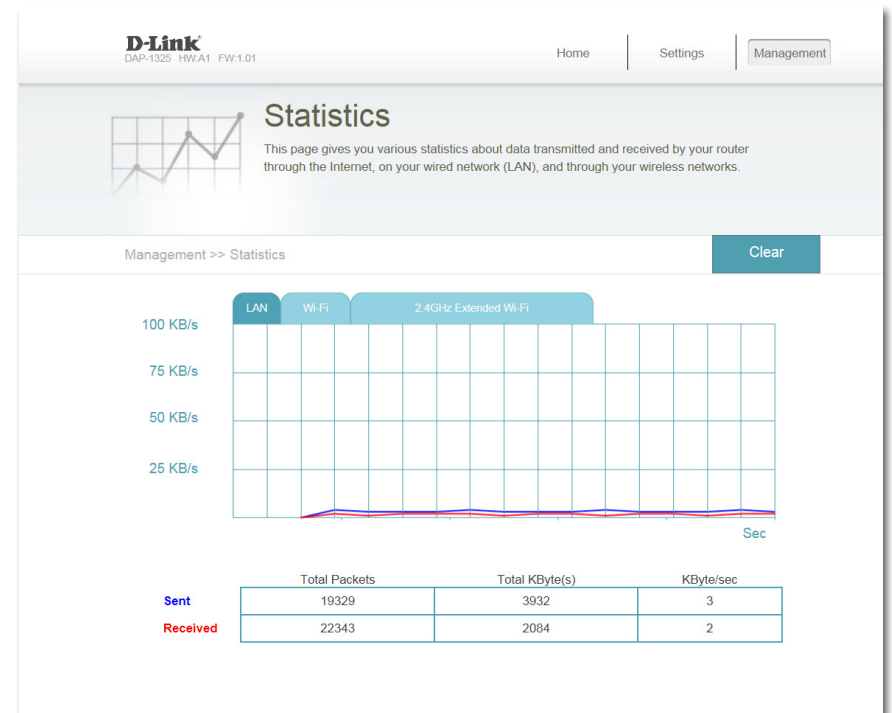 D-Link
DAP-1325 HW:A1 FW:1.01
Home
Settings
Management
Statistics
This page gives you various statistics about data transmitted and received by your router
through the Internet, on your wired network (LAN), and through your wireless networks.
Management >> Statistics
Clear
LAN
Wi-Fi
2.4GHz Extended Wi-Fi
100 KB/s
75 KB/s
50 KB/s
25 KB/s
Sec
Total Packets Total KByte(s) KByte/sec
Sent 19329 3932 3
Received 22343 2084 2